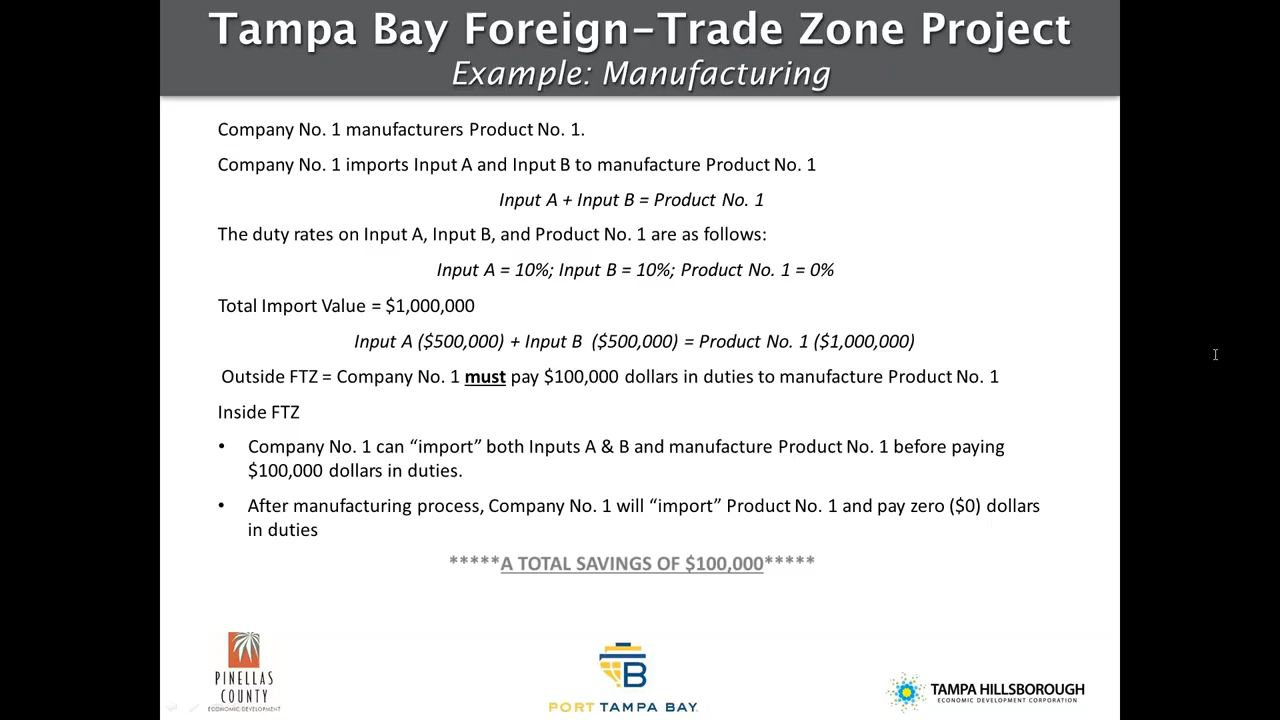 Tampa Bay Foreign-Trade Zone Project
Example: Manufacturing
Company No. 1 manufacturers Product No. 1.
Company No. 1 imports Input A and Input B to manufacture Product No. 1
Input A + Input B = Product No. 1
The duty rates on Input A, Input B, and Product No. 1 are as follows:
Input A = 10%; Input B = 10%; Product No. 1 = 0%
Total Import Value = $1,000,000
Input A ($500,000) + Input B ($500,000) = Product No. 1 ($1,000,000)
Outside FTZ = Company No. 1 must pay $100,000 dollars in duties to manufacture Product No. 1
Inside FTZ
• Company No. 1 can “import” both Inputs A & B and manufacture Product No. 1 before paying
$100,000 dollars in duties.
• After manufacturing process, Company No. 1 will “import” Product No. 1 and pay zero ($0) dollars
in duties
*****A TOTAL SAVINGS OF $100,000*****
PINELLAS
COUNTY
ECONOMIC DEVELOPMENT
B
PORT TAMPA BAY
TAMPA HILLSBOROUGH
ECONOMIC DEVELOPMENT CORPORATION